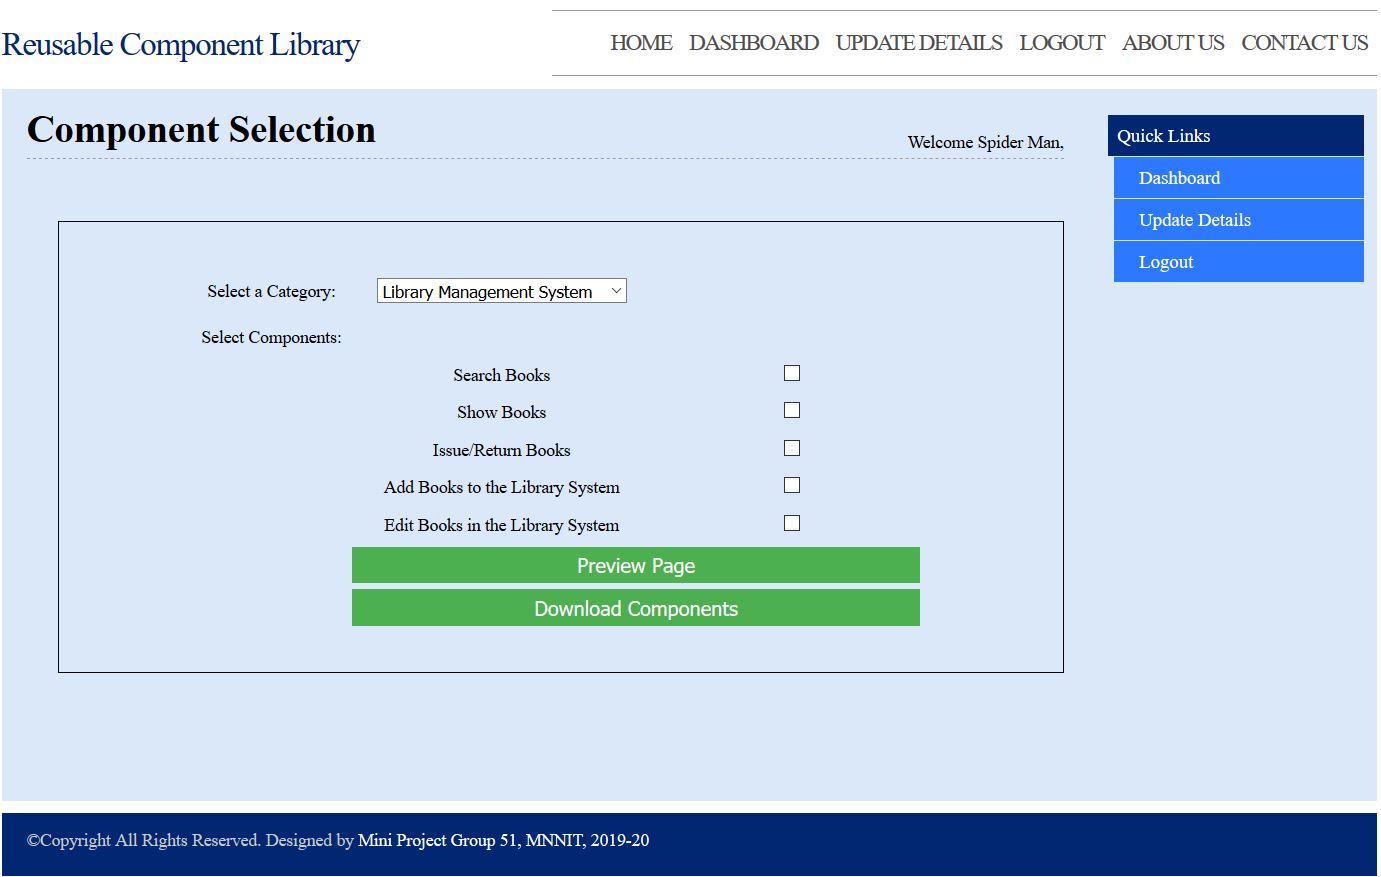 Reusable Component Library
HOME DASHBOARD UPDATE DETAILS LOGOUT ABOUT US CONTACT US
Component Selection
Welcome Spider Man,
Quick Links
Dashboard
Update Details
Logout
Select a Category: Library Management System
Select Components:
Search Books
Show Books
Issue/Return Books
Add Books to the Library System
Edit Books in the Library System
Preview Page
Download Components
©Copyright All Rights Reserved. Designed by Mini Project Group 51, MNNIT, 2019-20